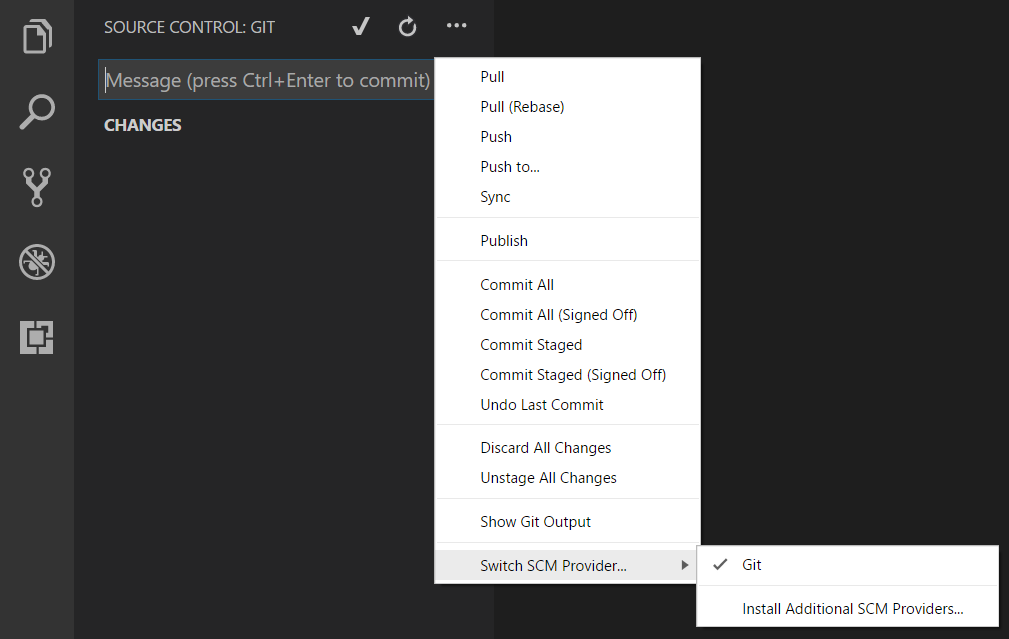 SOURCE CONTROL: GIT
Message (press Ctrl+Enter to commit)
CHANGES
Pull
Pull (Rebase)
Push
Push to...
Sync
Publish
Commit All
Commit All (Signed Off)
Commit Staged
Commit Staged (Signed Off)
Undo Last Commit
Discard All Changes
Unstage All Changes
Show Git Output
Switch SCM Provider...
Git
Install Additional SCM Providers...